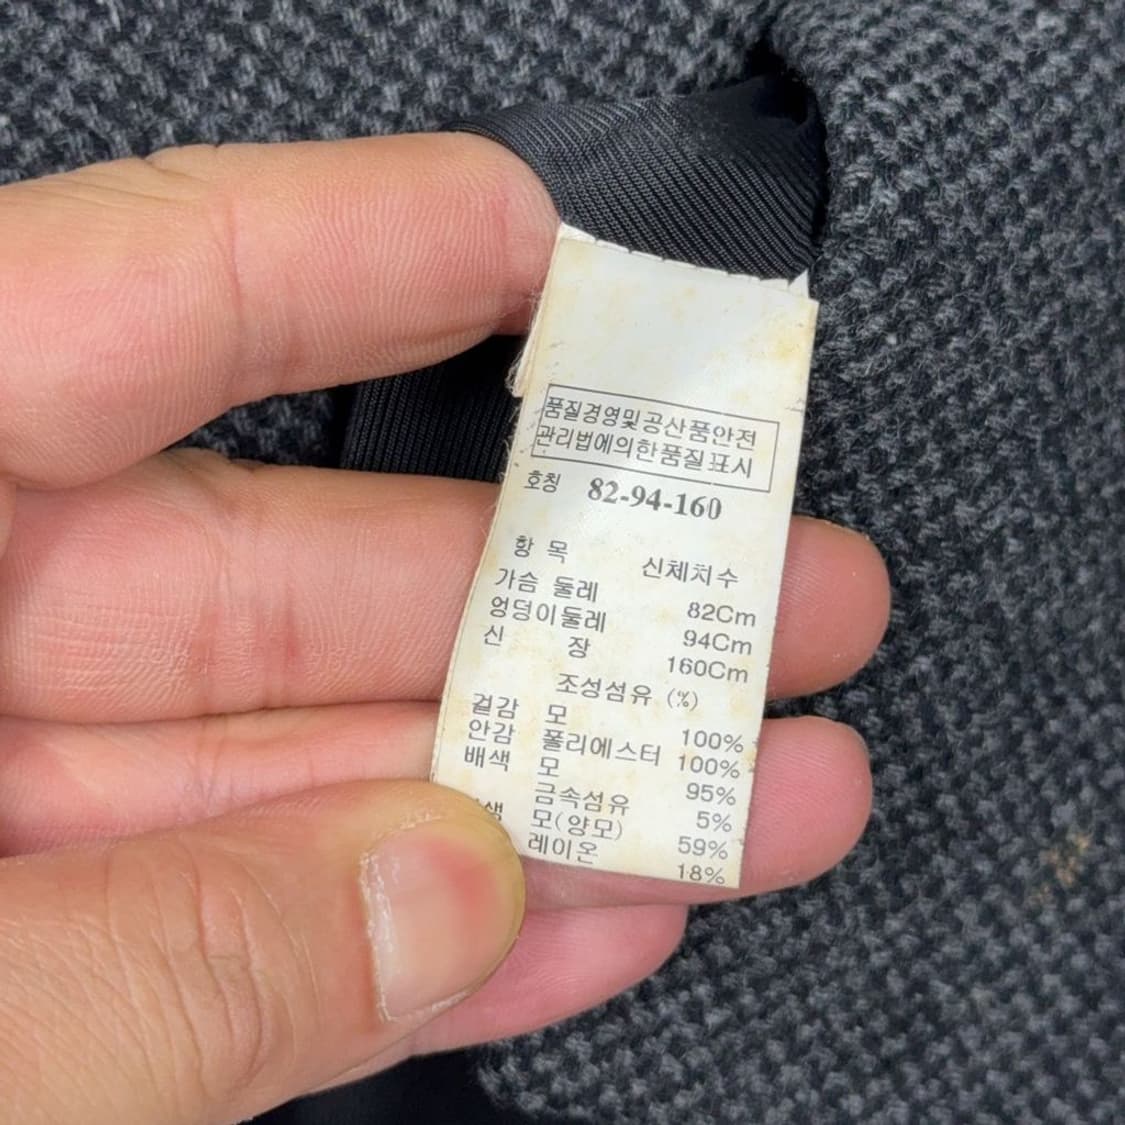 품질경영및공산품안전
관리법에의한품질표시
호칭 82-94-160
항 목 신체치수
가슴 둘레 82Cm
엉덩이둘레 94Cm
신 장 160Cm
조성섬유 (%)
겉감 모 100%
안감 폴리에스터 100%
배색 모 95%
금속섬유 5%
모(양모) 59%
레이온 18%